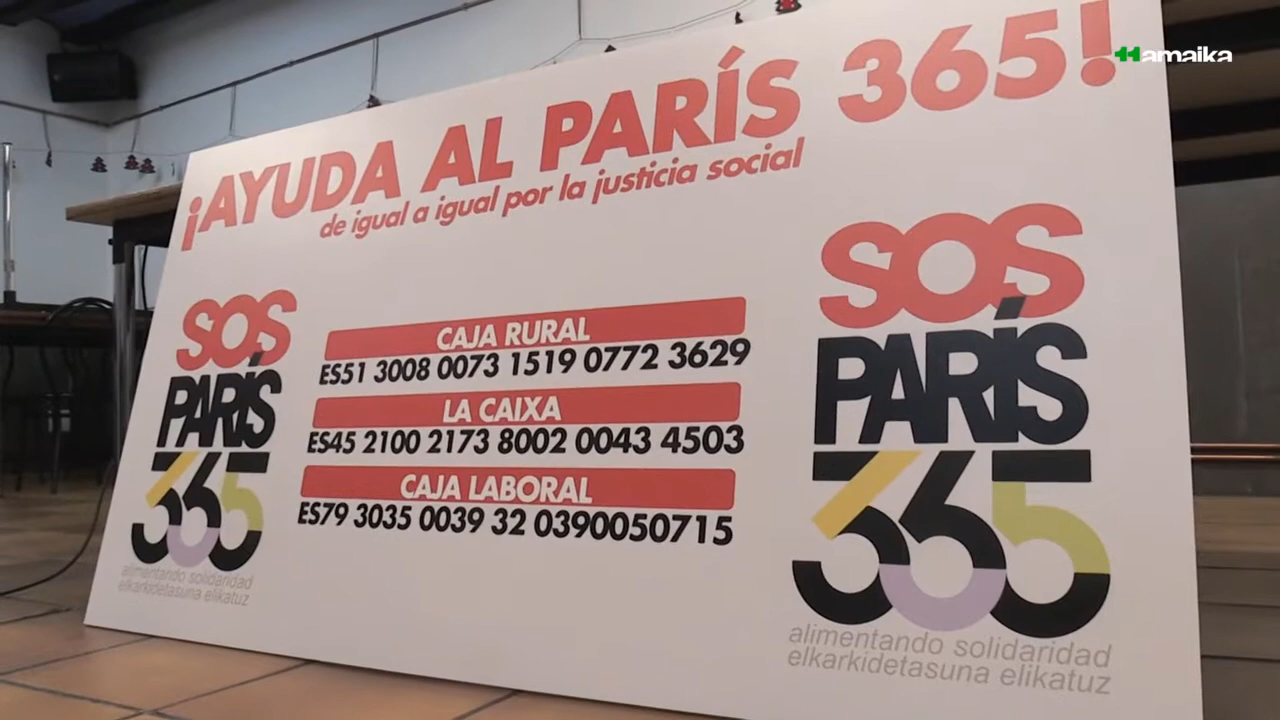 ¡AYUDA AL PARÍS 365!
de igual a igual por la justicia social
SOS
PARÍS
365
alimentando solidaridad
elkarkidetasuna elikatuz
CAJA RURAL
ES51 3008 0073 1519 0772 3629
LA CAIXA
ES45 2100 2173 8002 0043 4503
CAJA LABORAL
ES79 3035 0039 32 0390050715
SOS
PARÍS
365
alimentando solidaridad
elkarkidetasuna elikatuz
Hamaika